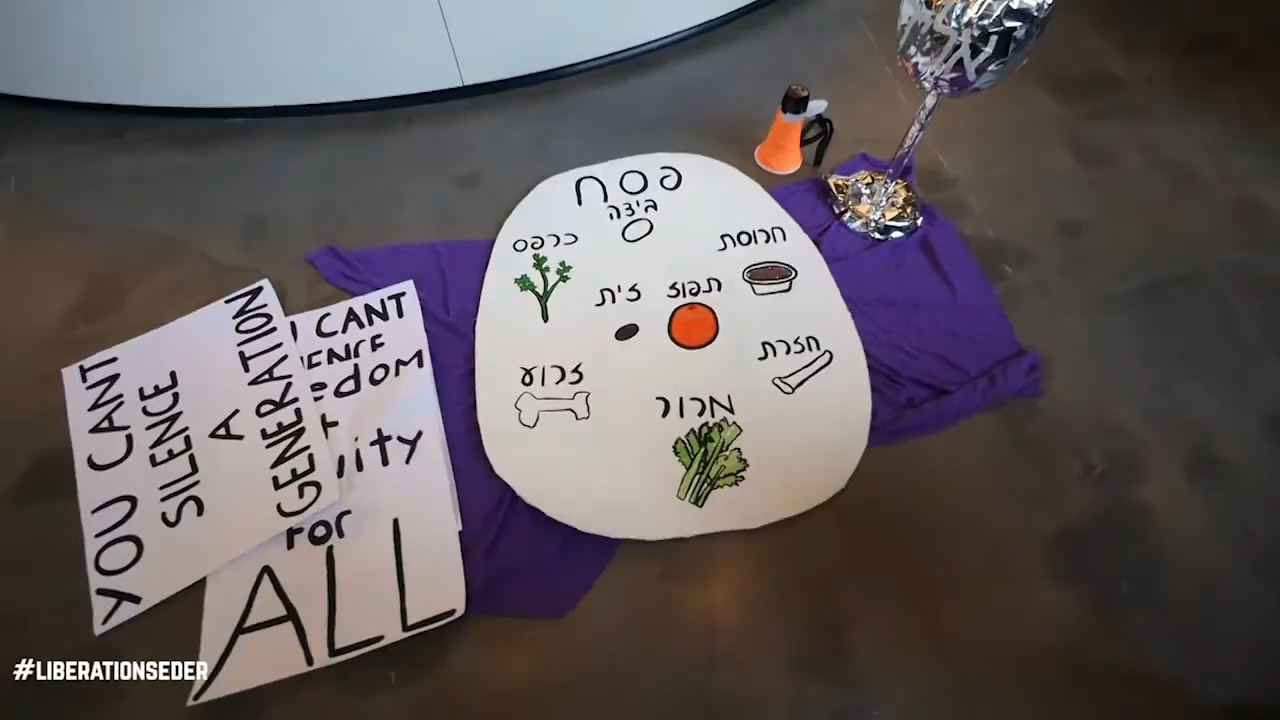 פסח
ביצה
כרפס
חרוסת
זית
תפוז
חזרת
זרוע
מרור
YOU CANT
SILENCE
A
GENERATION
I CANT
for
ALL
#LIBERATIONSEDER